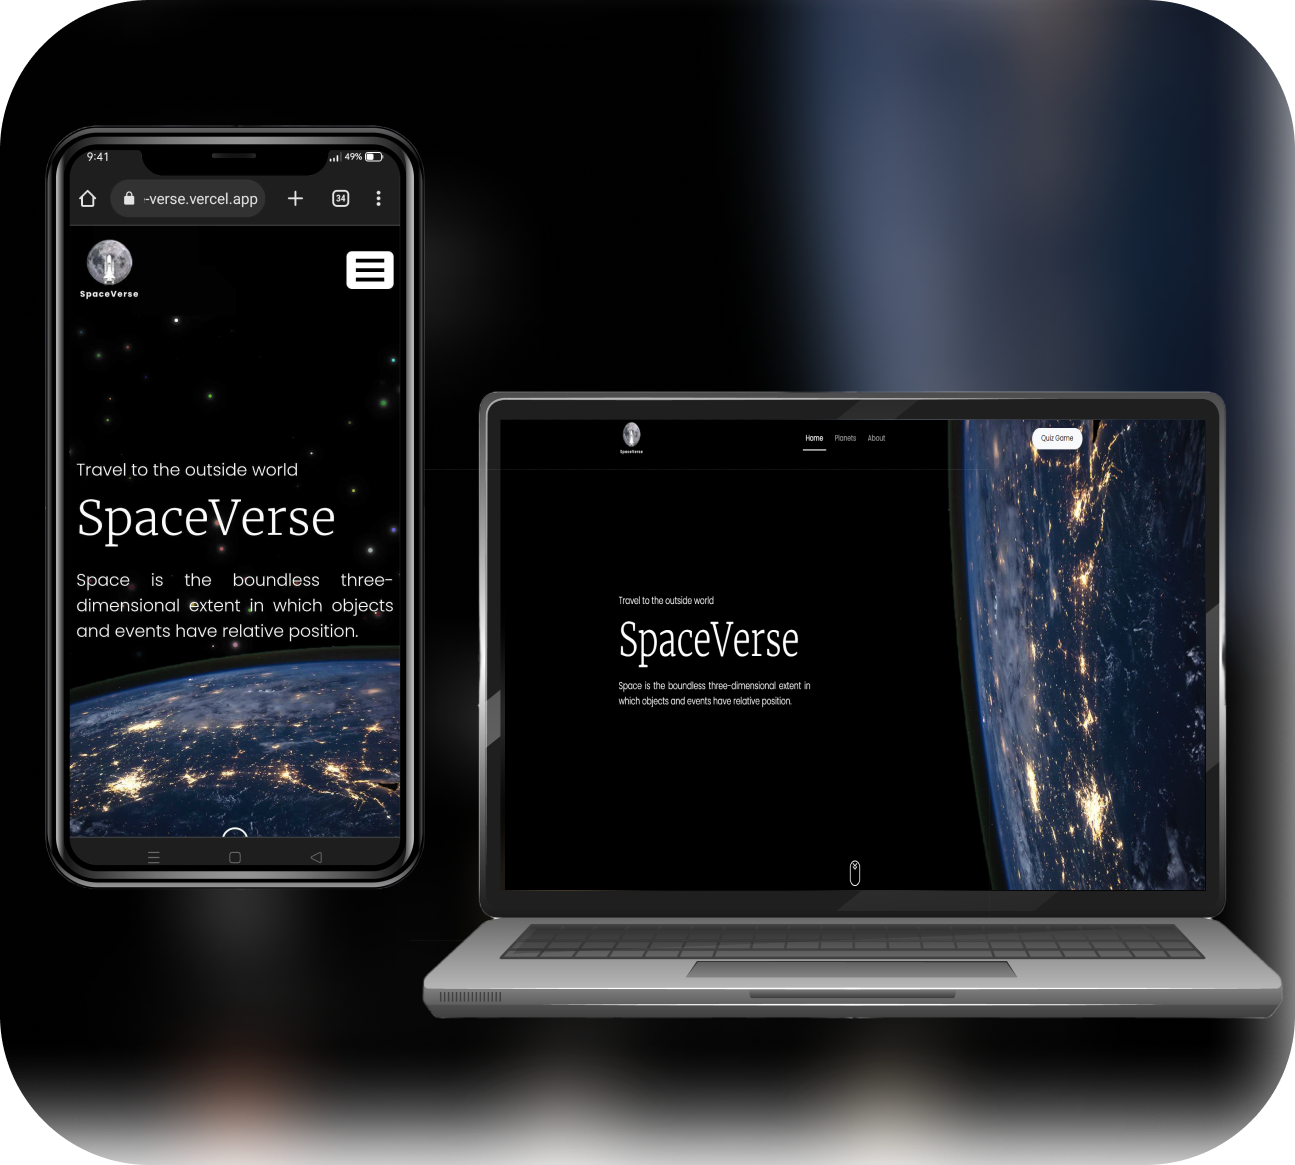 9:41
49%
-verse.vercel.app
34
SpaceVerse
Travel to the outside world
SpaceVerse
Space is the boundless three-
dimensional extent in which objects
and events have relative position.
SpaceVerse
Home Planets About
Quiz Game
Travel to the outside world
SpaceVerse
Space is the boundless three-dimensional extent in
which objects and events have relative position.